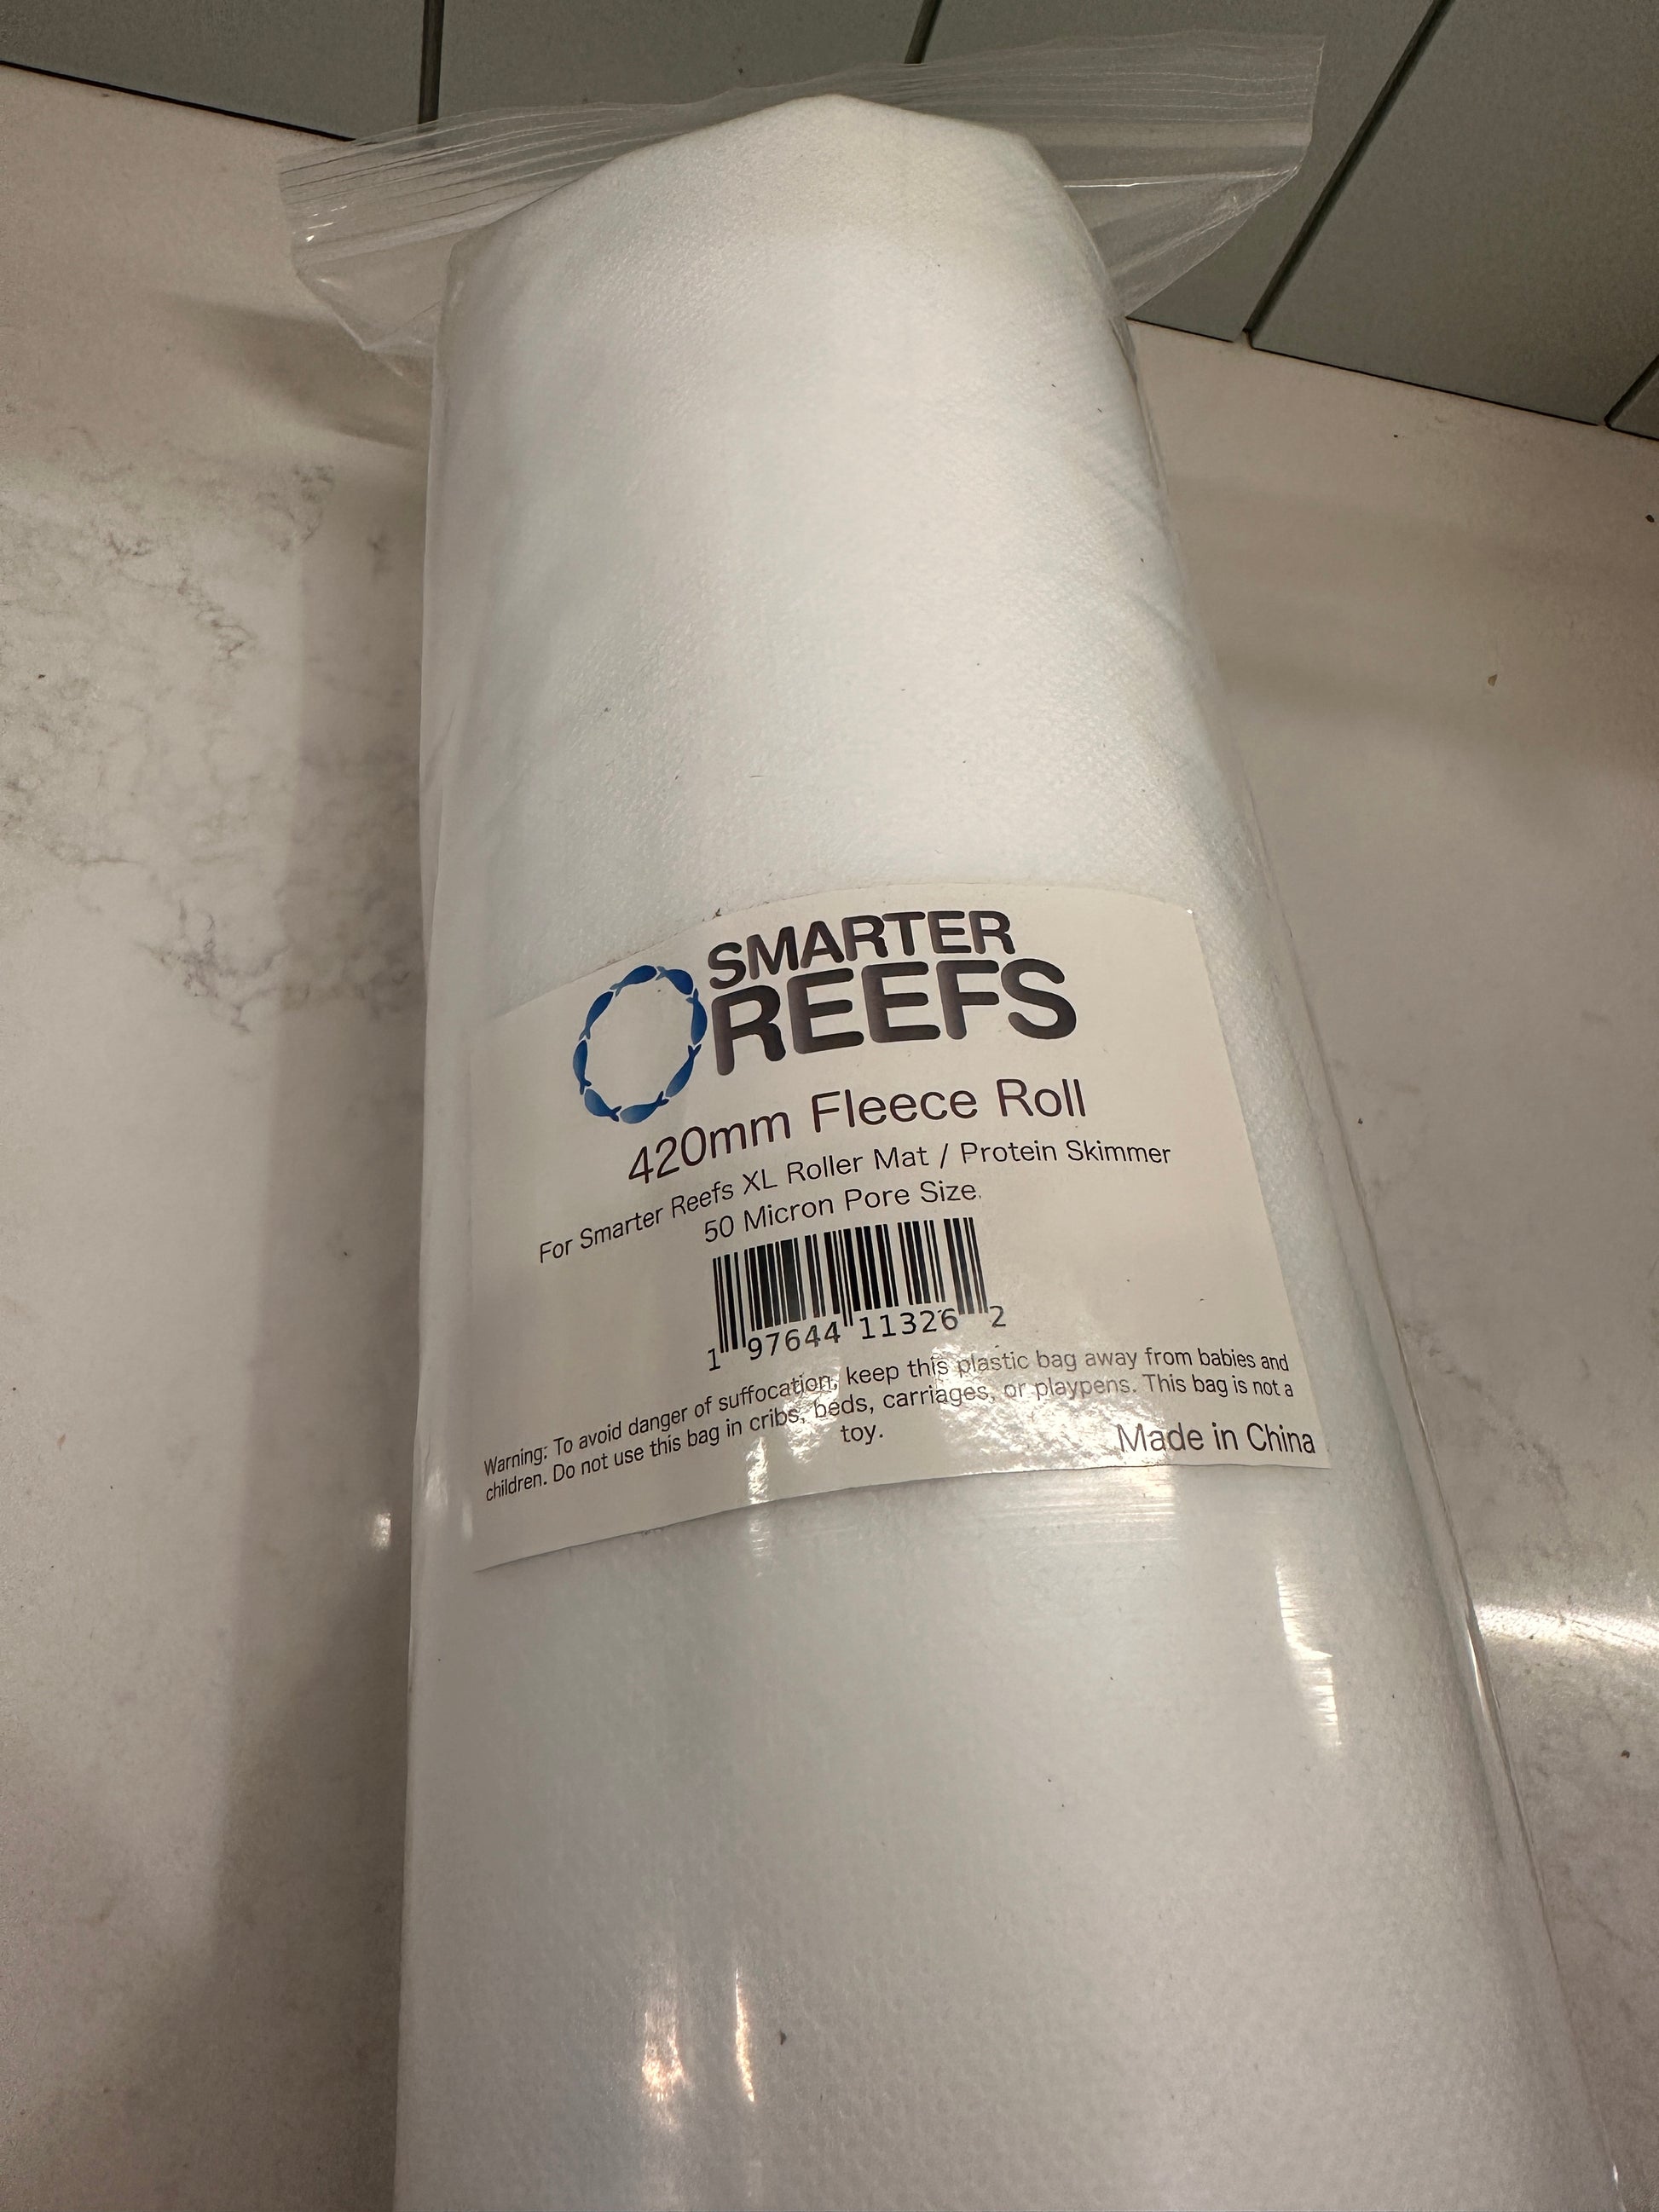 SMARTER
REEFS
420mm Fleece Roll
For Smarter Reefs XL Roller Mat / Protein Skimmer
50 Micron Pore Size
1 97644 11326 2
Warning: To avoid danger of suffocation, keep this plastic bag away from babies and
children. Do not use this bag in cribs, beds, carriages, or playpens. This bag is not a
toy.
Made in China